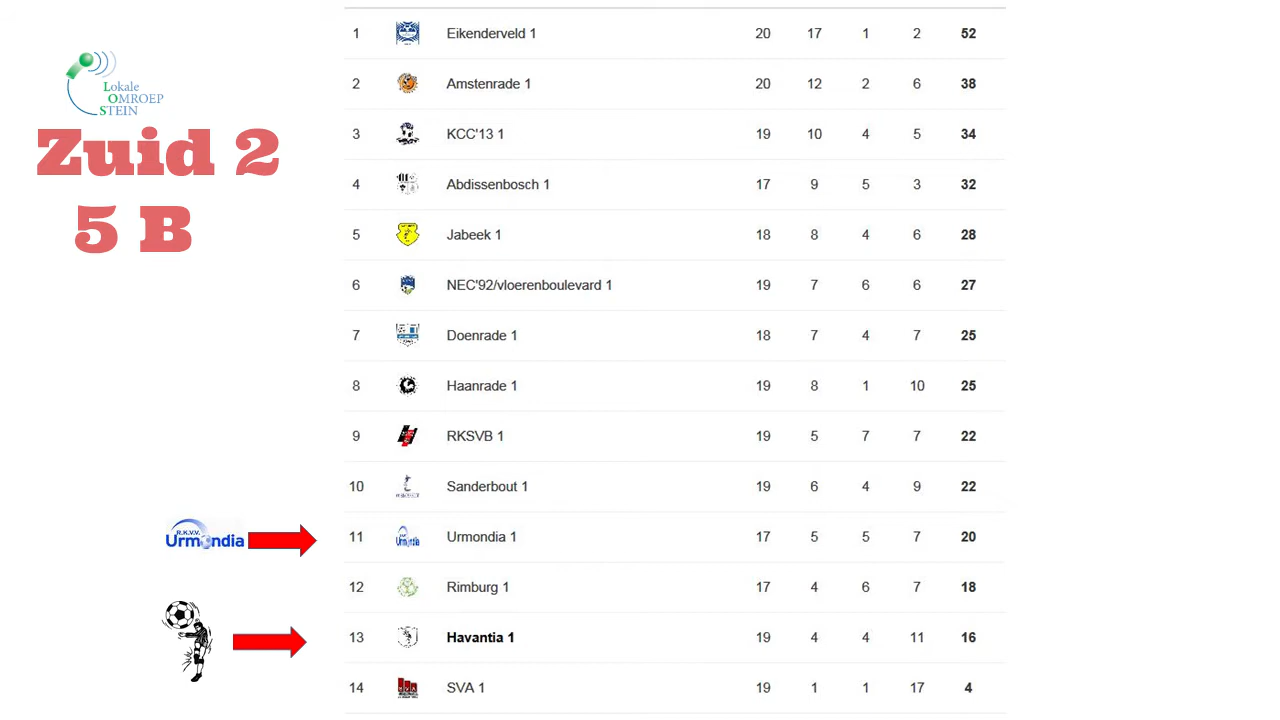 Lokale
OMROEP
STEIN
Zuid 2
5 B
1 Eikenderveld 1 20 17 1 2 52
2 Amstenrade 1 20 12 2 6 38
3 KCC'13 1 19 10 4 5 34
4 Abdissenbosch 1 17 9 5 3 32
5 Jabeek 1 18 8 4 6 28
6 NEC'92/vloerenboulevard 1 19 7 6 6 27
7 Doenrade 1 18 7 4 7 25
8 Haanrade 1 19 8 1 10 25
9 RKSVB 1 19 5 7 7 22
10 Sanderbout 1 19 6 4 9 22
R.K.V.V.
Urmondia
11 Urmondia Urmondia 1 17 5 5 7 20
12 Rimburg 1 17 4 6 7 18
13 Havantia 1 19 4 4 11 16
14 SVA SVA 1 19 1 1 17 4